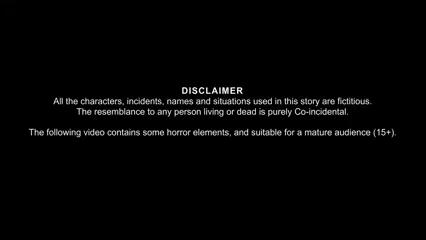 DISCLAIMER
All the characters, incidents, names and situations used in this story are fictitious.
The resemblance to any person living or dead is purely Co-incidental.
The following video contains some horror elements, and suitable for a mature audience (15+).